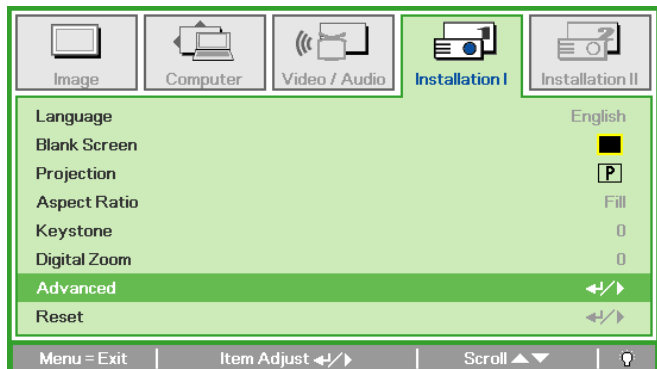 Image
Computer
Video / Audio
Installation I
Installation II
Language English
Blank Screen
Projection P
Aspect Ratio Fill
Keystone 0
Digital Zoom 0
Advanced
Reset
Menu = Exit Item Adjust Scroll